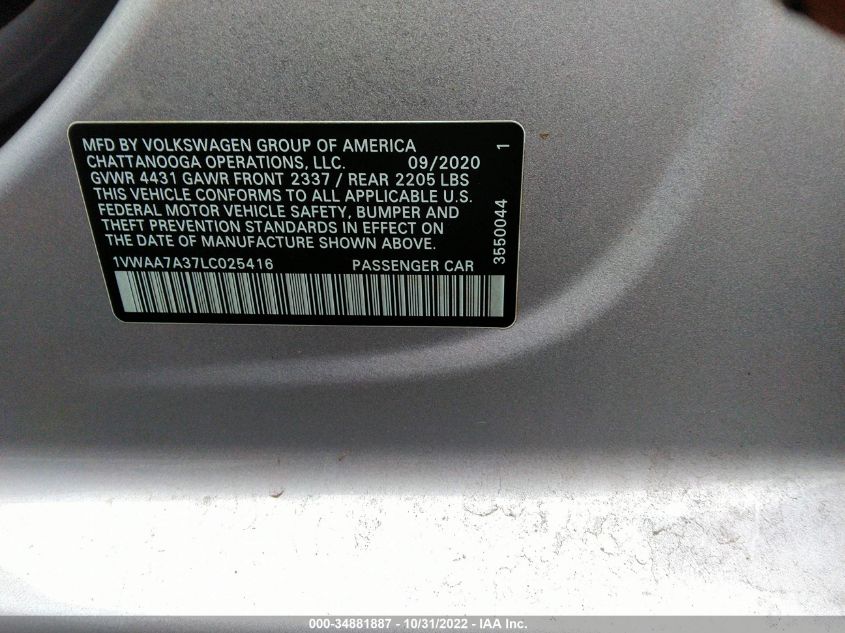 MFD BY VOLKSWAGEN GROUP OF AMERICA
CHATTANOOGA OPERATIONS, LLC. 09/2020 1
GVWR 4431 GAWR FRONT 2337 / REAR 2205 LBS
THIS VEHICLE CONFORMS TO ALL APPLICABLE U.S.
FEDERAL MOTOR VEHICLE SAFETY, BUMPER AND
THEFT PREVENTION STANDARDS IN EFFECT ON
THE DATE OF MANUFACTURE SHOWN ABOVE.
3550044
1VWAA7A37LC025416 PASSENGER CAR
000-34881887 - 10/31/2022 - IAA Inc.